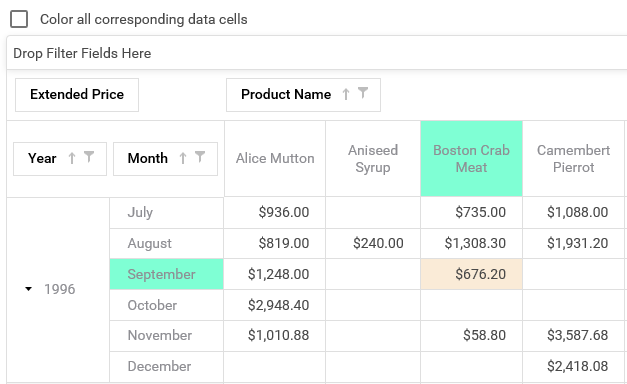 Color all corresponding data cells
Drop Filter Fields Here
Extended Price Product Name
Year Month Alice Mutton Aniseed Syrup Boston Crab Meat Camembert Pierrot
July $936.00 $735.00 $1,088.00
August $819.00 $240.00 $1,308.30 $1,931.20
September $1,248.00 $676.20
1996
October $2,948.40
November $1,010.88 $58.80 $3,587.68
December $2,418.08